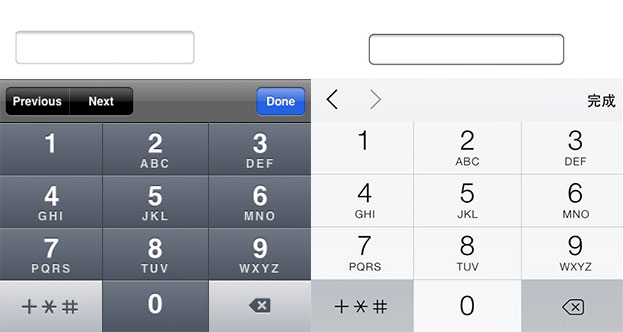 Previous Next Done
1 2 3
ABC DEF
4 5 6
GHI JKL MNO
7 8 9
PQRS TUV WXYZ
+*# 0
完成
1 2 3
ABC DEF
4 5 6
GHI JKL MNO
7 8 9
PQRS TUV WXYZ
+*# 0